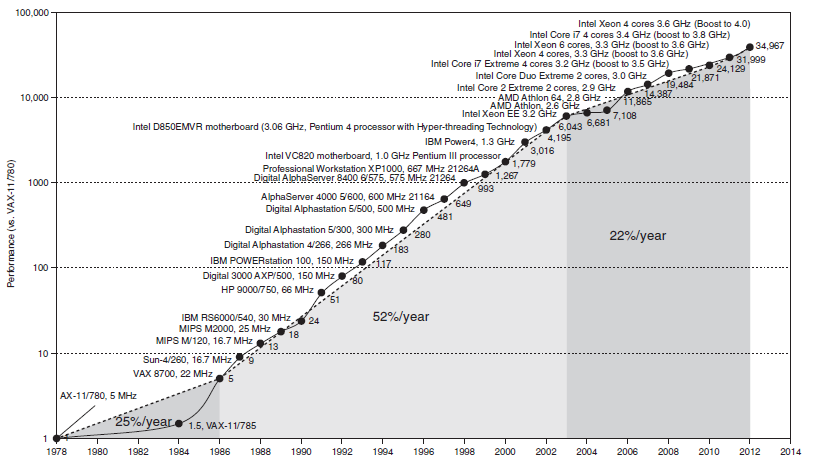 100,000
10,000
1000
100
10
1
Performance (vs. VAX-11/780)
Intel Xeon 4 cores 3.6 GHz (Boost to 4.0)
Intel Core i7 4 cores 3.4 GHz (boost to 3.8 GHz)
Intel Xeon 6 cores, 3.3 GHz (boost to 3.6 GHz)
Intel Xeon 4 cores, 3.3 GHz (boost to 3.6 GHz)
Intel Core i7 Extreme 4 cores 3.2 GHz (boost to 3.5 GHz)
Intel Core Duo Extreme 2 cores, 3.0 GHz
Intel Core 2 Extreme 2 cores, 2.9 GHz
AMD Athlon 64, 2.8 GHz
AMD Athlon, 2.6 GHz
Intel Xeon EE 3.2 GHz
Intel D850EMVR motherboard (3.06 GHz, Pentium 4 processor with Hyper-threading Technology)
IBM Power4, 1.3 GHz
Intel VC820 motherboard, 1.0 GHz Pentium III processor
Professional Workstation XP1000, 667 MHz 21264A
Digital AlphaServer 8400 6/575, 575 MHz 21264
AlphaServer 4000 5/600, 600 MHz 21164
Digital Alphastation 5/500, 500 MHz
Digital Alphastation 5/300, 300 MHz
Digital Alphastation 4/266, 266 MHz
IBM POWERstation 100, 150 MHz
Digital 3000 AXP/500, 150 MHz
HP 9000/750, 66 MHz
IBM RS6000/540, 30 MHz
MIPS M2000, 25 MHz
MIPS M/120, 16.7 MHz
Sun-4/260, 16.7 MHz
VAX 8700, 22 MHz
AX-11/780, 5 MHz
34,967
31,999
24,129
21,871
19,484
14,387
11,865
7,108
6,681
6,043
4,195
3,016
1,779
1,267
993
649
481
280
183
117
80
51
24
18
13
9
5
1.5, VAX-11/785
25%/year
52%/year
22%/year
1978 1980 1982 1984 1986 1988 1990 1992 1994 1996 1998 2000 2002 2004 2006 2008 2010 2012 2014